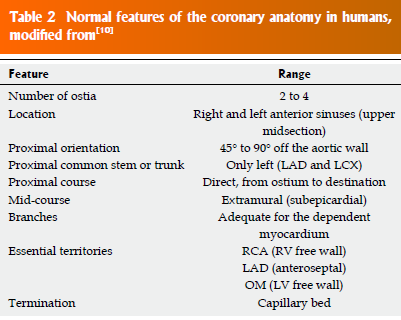 Table 2 Normal features of the coronary anatomy in humans,
modified from[10]
Feature Range
Number of ostia 2 to 4
Location Right and left anterior sinuses (upper
midsection)
Proximal orientation 45° to 90° off the aortic wall
Proximal common stem or trunk Only left (LAD and LCX)
Proximal course Direct, from ostium to destination
Mid-course Extramural (subepicardial)
Branches Adequate for the dependent
myocardium
Essential territories RCA (RV free wall)
LAD (anteroseptal)
OM (LV free wall)
Termination Capillary bed